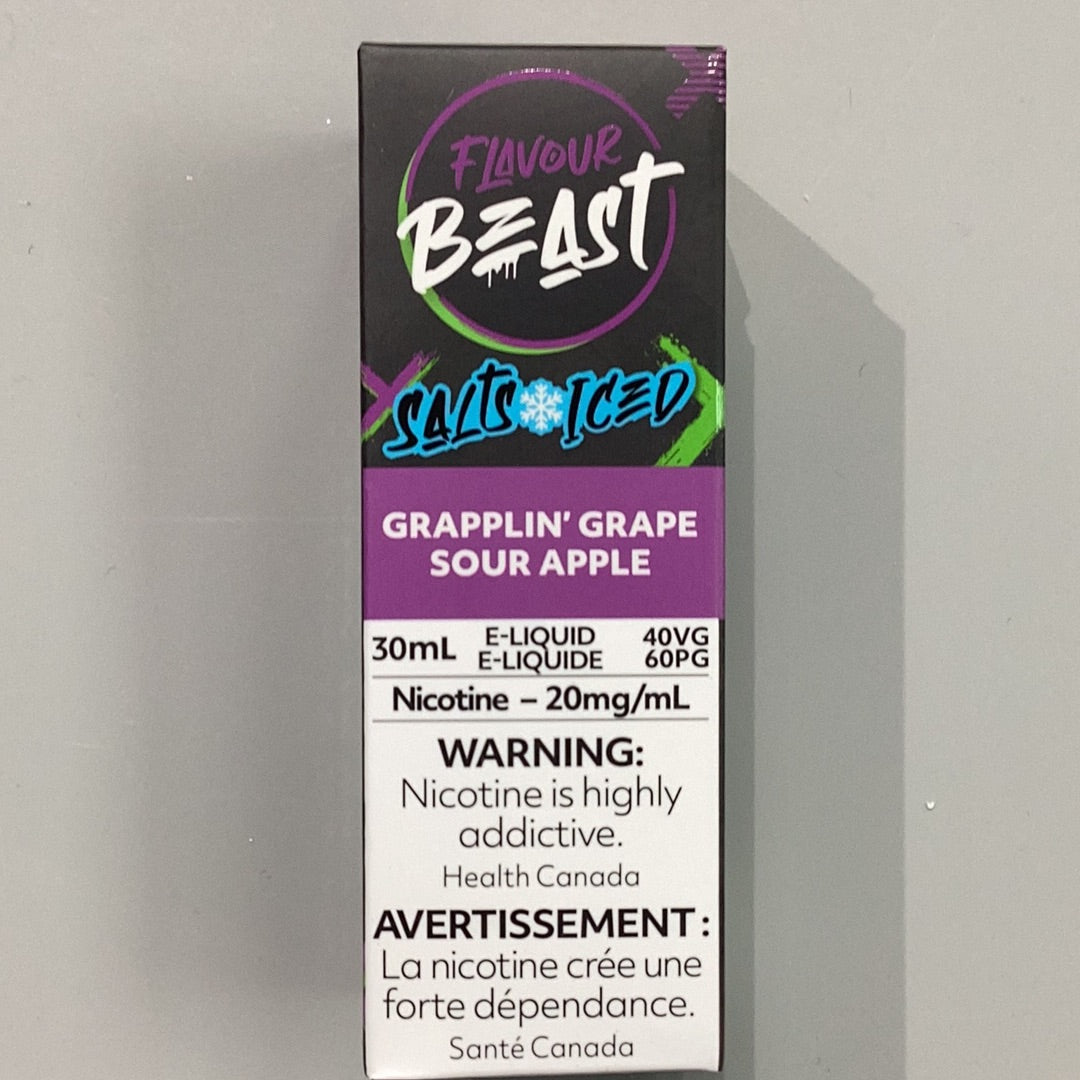 FLAVOUR
BEAST
SALTS ICED
GRAPPLIN' GRAPE
SOUR APPLE
30mL E-LIQUID 40VG
E-LIQUIDE 60PG
Nicotine – 20mg/mL
WARNING:
Nicotine is highly
addictive.
Health Canada
AVERTISSEMENT :
La nicotine crée une
forte dépendance.
Santé Canada